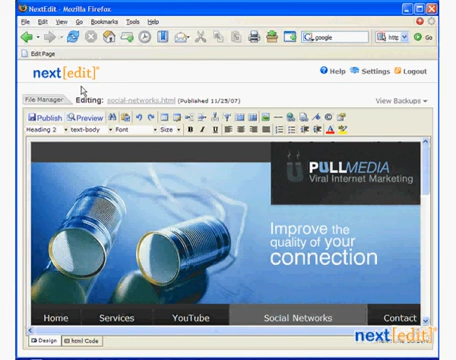 NextEdit - Mozilla Firefox
File Edit View Go Bookmarks Tools Help
google
http
Go
Edit Page
next[edit]
Help Settings Logout
File Manager Editing: social-networks.html (Published 11/25/07) View Backups
Publish Preview
Heading 2 text-body Font Size B I U
PULLMEDIA
Viral Internet Marketing
Improve the
quality of your
connection
Home Services YouTube Social Networks Contact
next[edit]
Design html Code